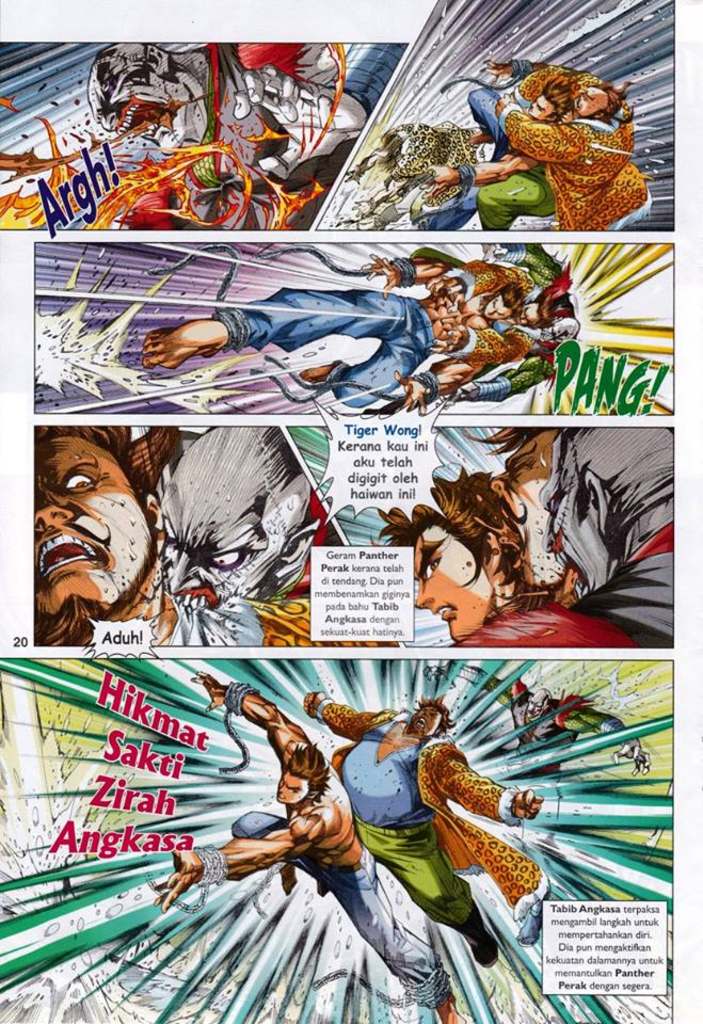 Argh!
PANG!
Tiger Wong!
Kerana kau ini
aku telah
digigit oleh
haiwan ini!
Geram Panther
Perak kerana telah
di tendang. Dia pun
membenamkan giginya
pada bahu Tabib
Angkasa dengan
sekuat-kuat hatinya.
Aduh!
20
Hikmat
Sakti
Zirah
Angkasa
Tabib Angkasa terpaksa
mengambil langkah untuk
mempertahankan diri.
Dia pun mengaktifkan
kekuatan dalamannya untuk
memantulkan Panther
Perak dengan segera.